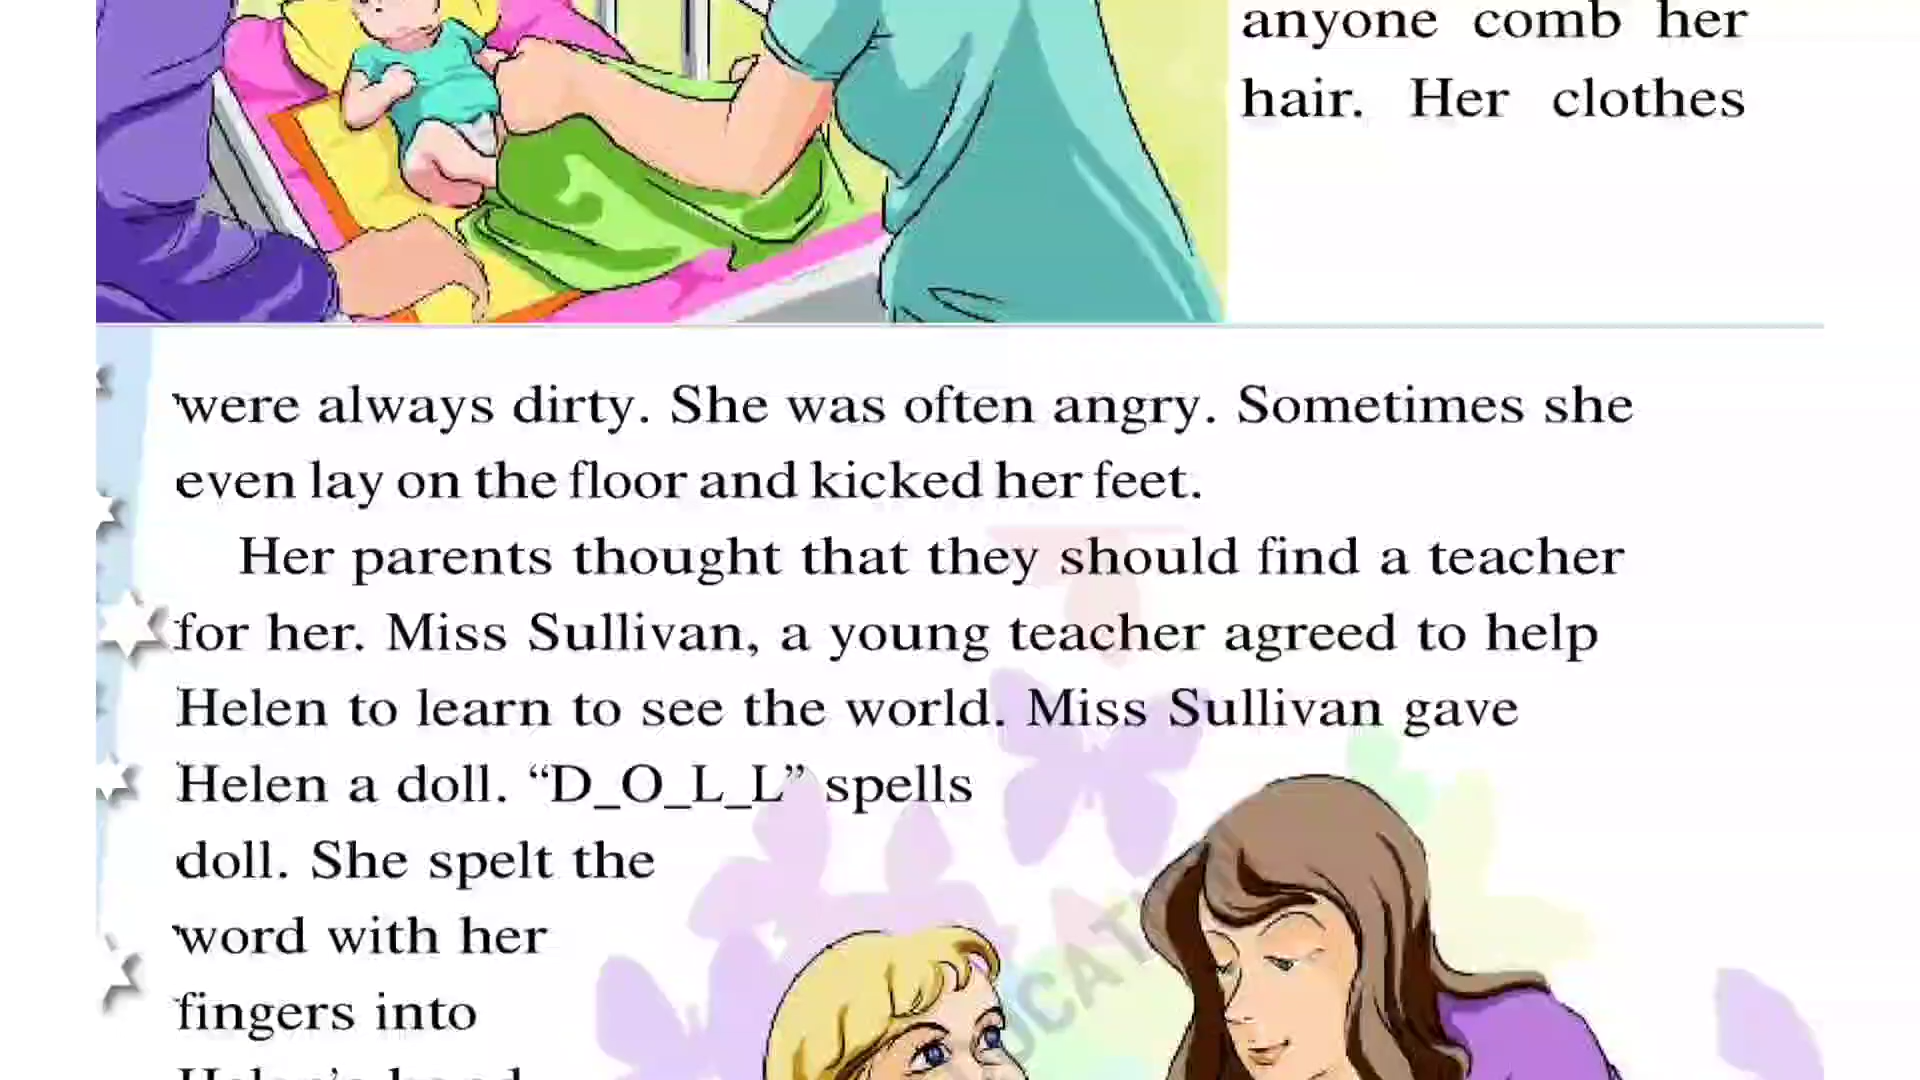 anyone comb her
hair. Her clothes
were always dirty. She was often angry. Sometimes she
even lay on the floor and kicked her feet.
Her parents thought that they should find a teacher
for her. Miss Sullivan, a young teacher agreed to help
Helen to learn to see the world. Miss Sullivan gave
Helen a doll. “D_O_L_L” spells
doll. She spelt the
word with her
fingers into